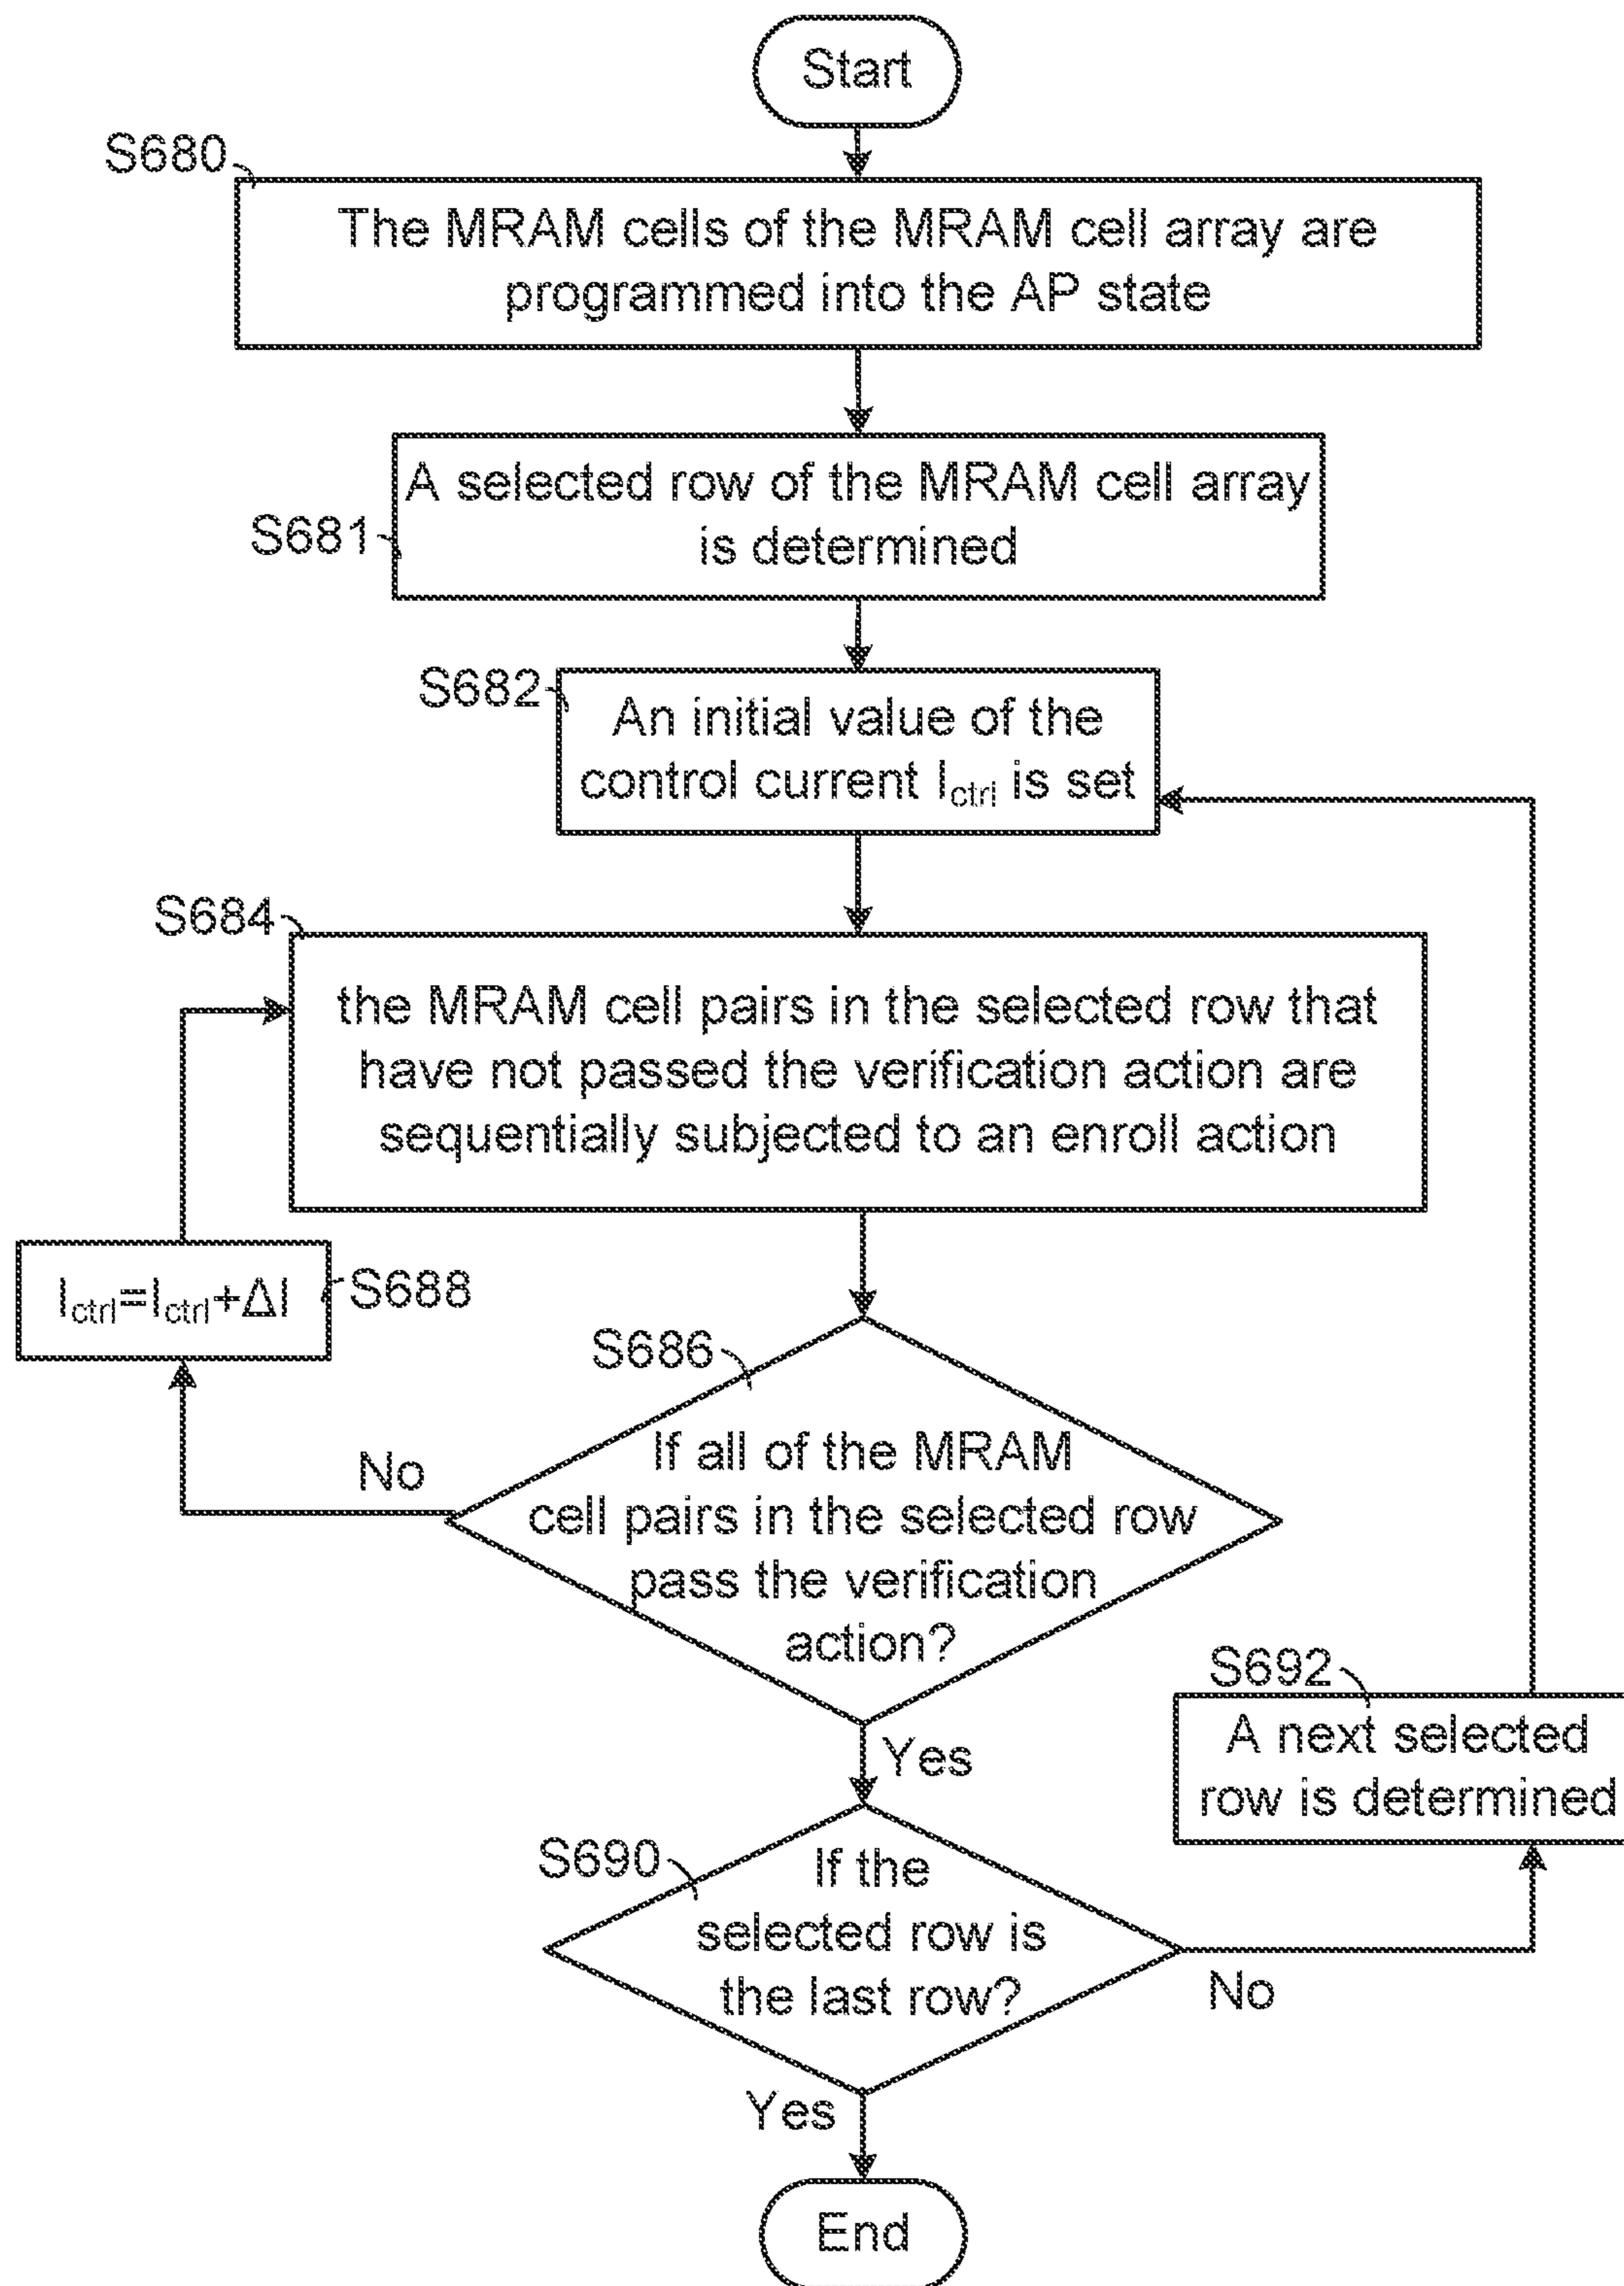 Start
S680
The MRAM cells of the MRAM cell array are
programmed into the AP state
A selected row of the MRAM cell array
S681
is determined
S682
An initial value of the
control current Ictrl is set
S684
the MRAM cell pairs in the selected row that
have not passed the verification action are
sequentially subjected to an enroll action
Ictrl=Ictrl+ΔI
S688
S686
If all of the MRAM
No
cell pairs in the selected row
pass the verification
action?
S692
A next selected
row is determined
Yes
S690
If the
selected row is
the last row?
No
Yes
End